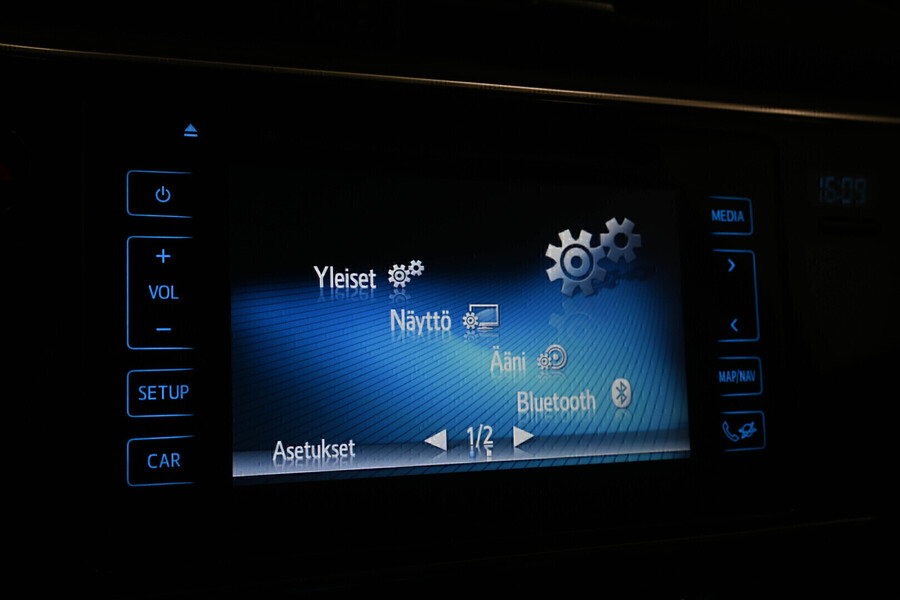 16:09
MEDIA
VOL
Yleiset
Näyttö
Ääni
SETUP
MAP/NAV
Bluetooth
CAR
Asetukset
1/2